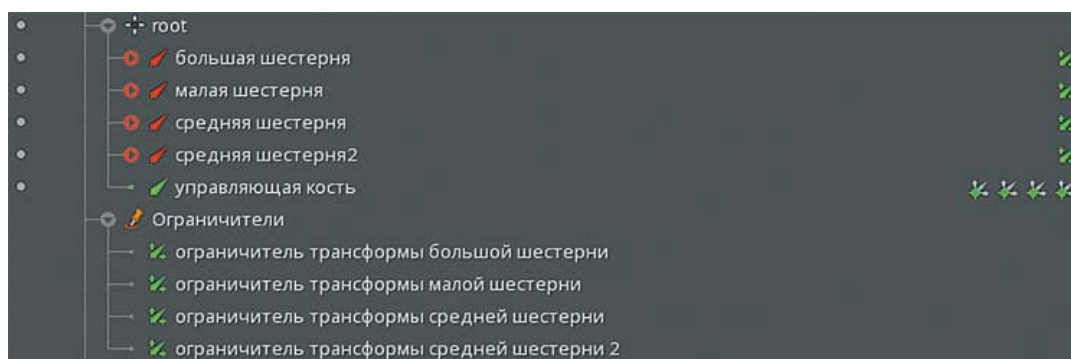 root
большая шестерня
малая шестерня
средняя шестерня
средняя шестерня2
управляющая кость
Ограничители
ограничитель трансформы большой шестерни
ограничитель трансформы малой шестерни
ограничитель трансформы средней шестерни
ограничитель трансформы средней шестерни 2